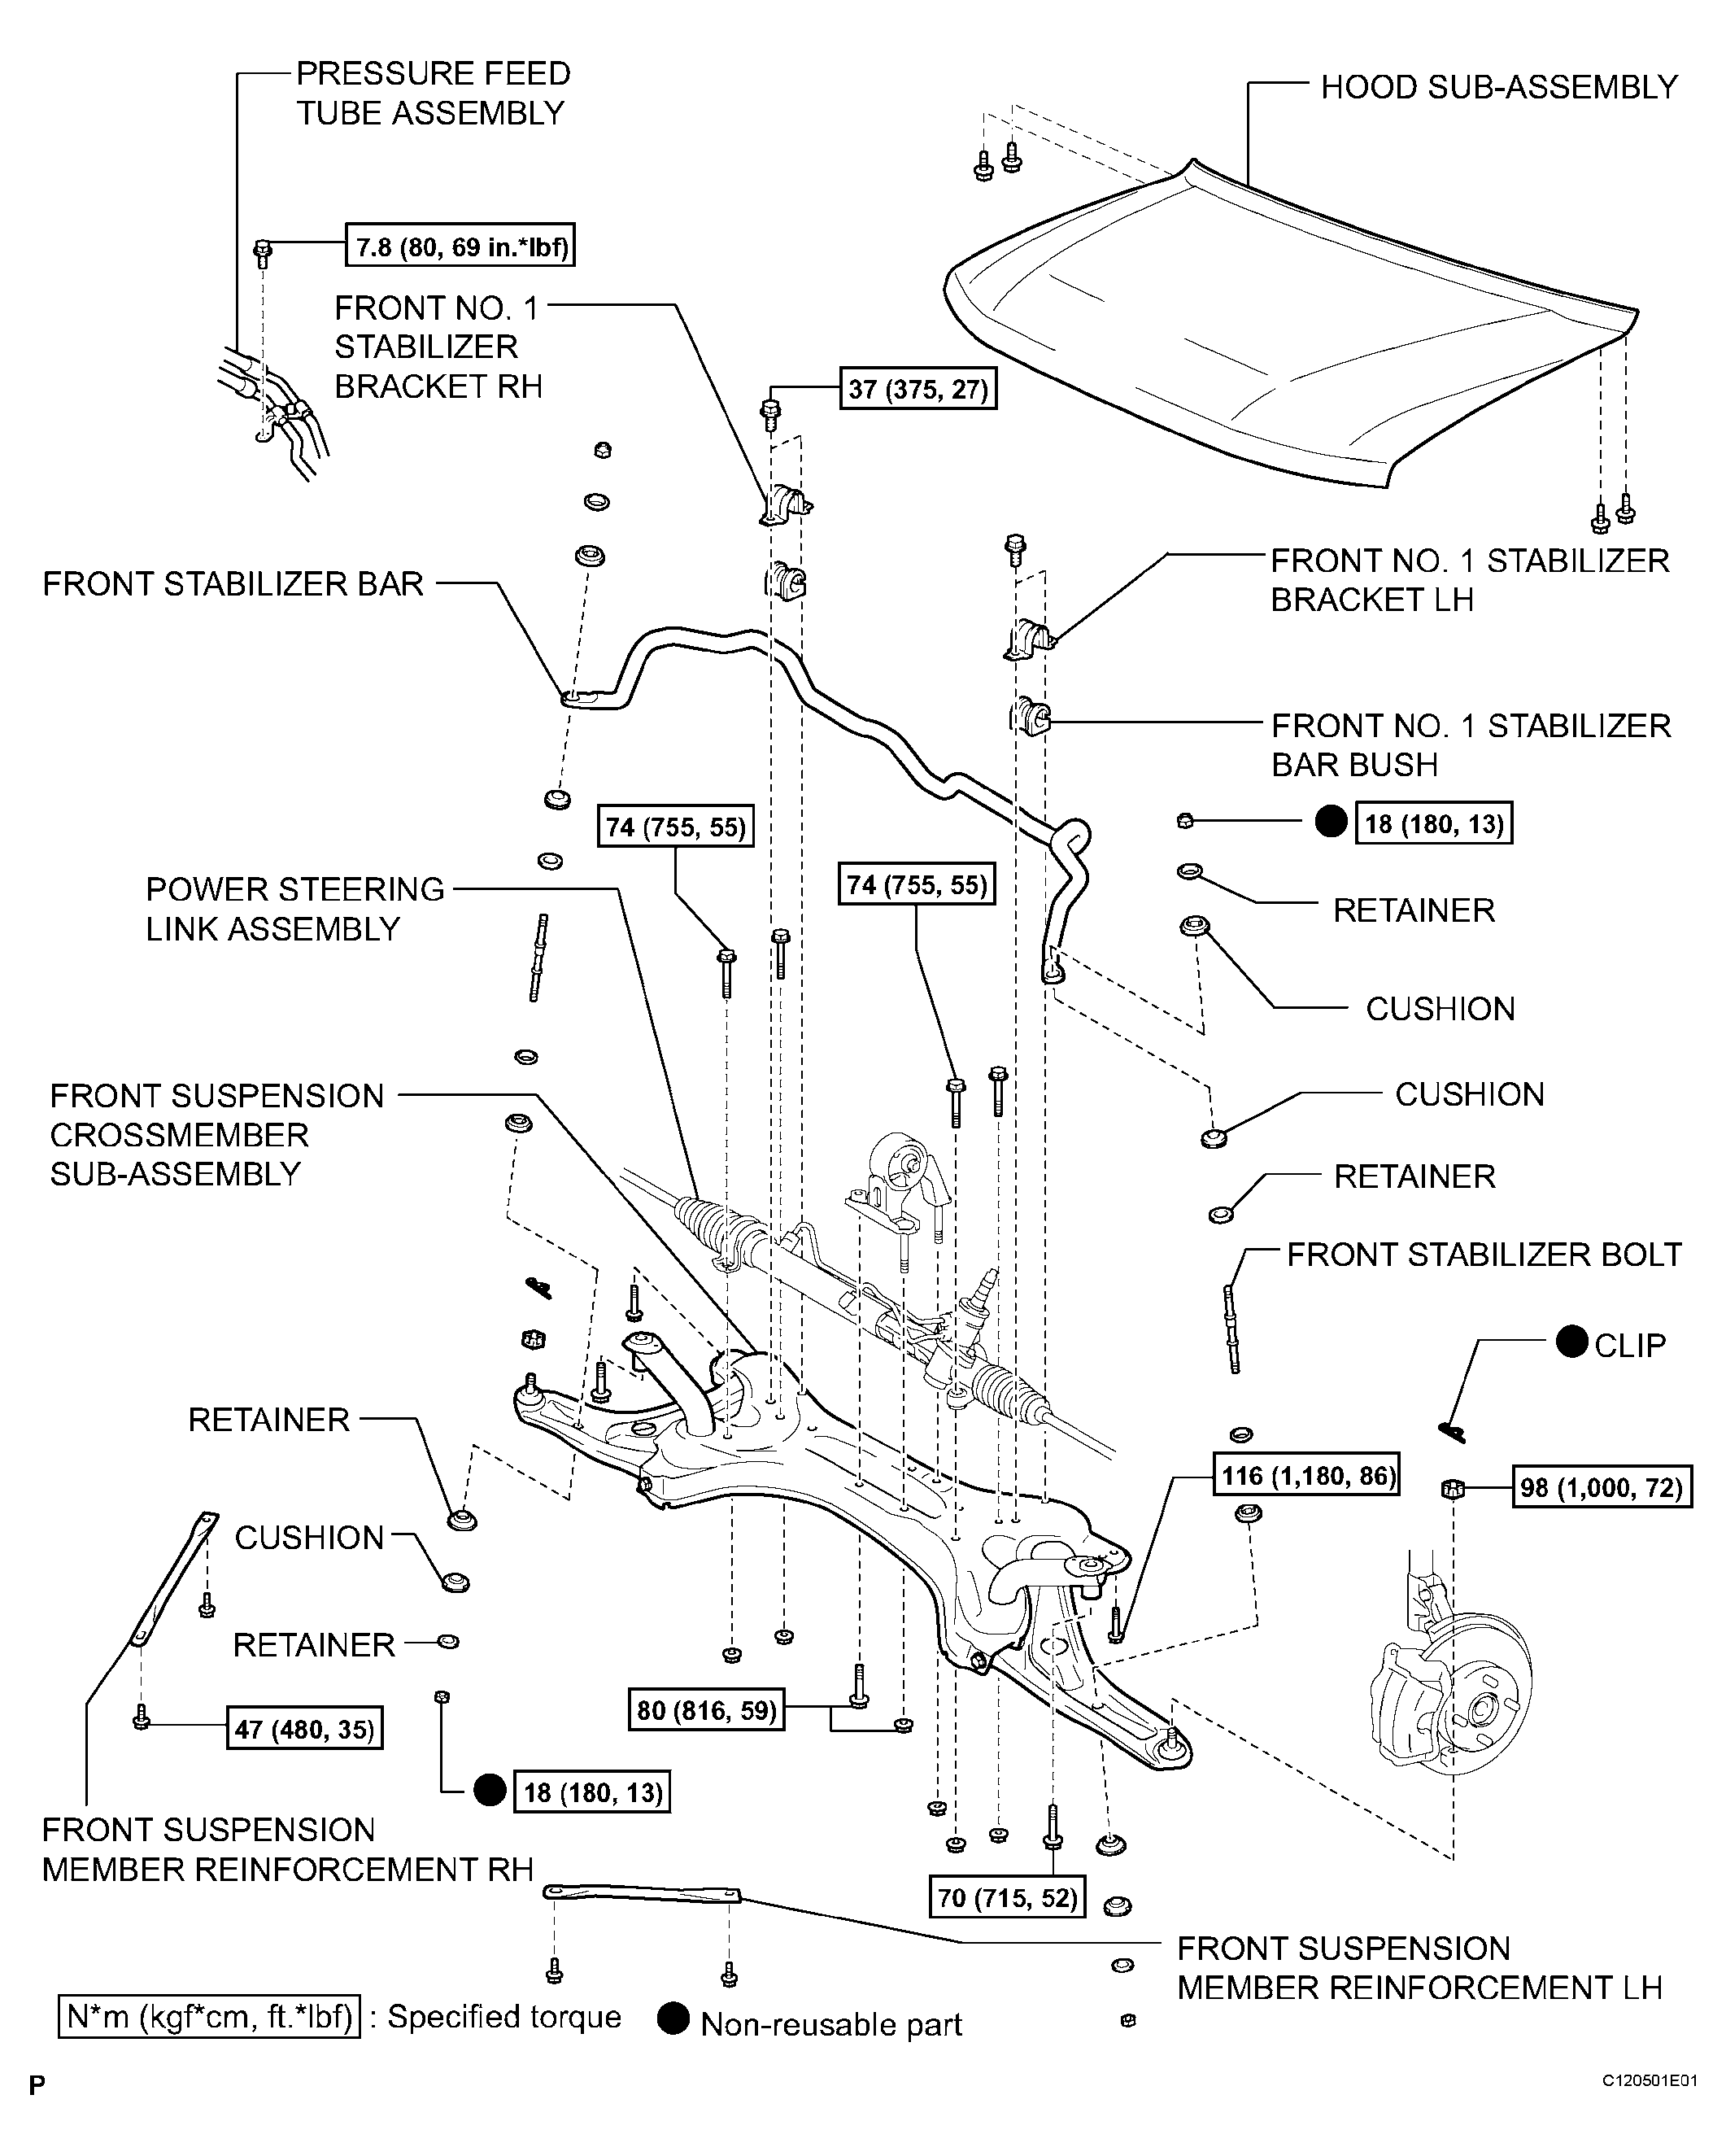 PRESSURE FEED
TUBE ASSEMBLY
HOOD SUB-ASSEMBLY
7.8 (80, 69 in.*lbf)
FRONT NO. 1
STABILIZER
BRACKET RH
37 (375, 27)
FRONT STABILIZER BAR
FRONT NO. 1 STABILIZER
BRACKET LH
FRONT NO. 1 STABILIZER
BAR BUSH
74 (755, 55)
18 (180, 13)
POWER STEERING
LINK ASSEMBLY
74 (755, 55)
RETAINER
CUSHION
FRONT SUSPENSION
CROSSMEMBER
SUB-ASSEMBLY
CUSHION
RETAINER
FRONT STABILIZER BOLT
CLIP
RETAINER
116 (1,180, 86)
98 (1,000, 72)
CUSHION
RETAINER
80 (816, 59)
47 (480, 35)
18 (180, 13)
FRONT SUSPENSION
MEMBER REINFORCEMENT RH
70 (715, 52)
FRONT SUSPENSION
MEMBER REINFORCEMENT LH
N*m (kgf*cm, ft.*lbf) : Specified torque
Non-reusable part
P
C120501E01